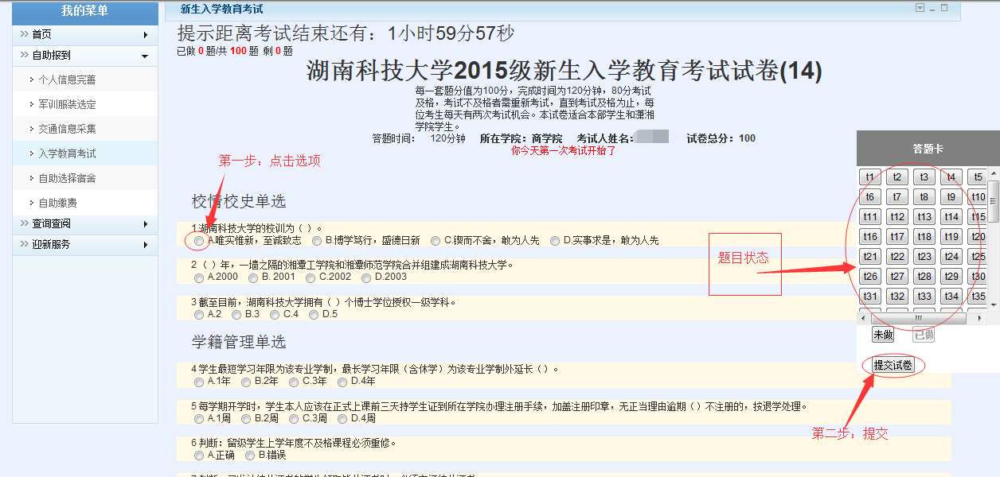 我的菜单
首页
自助报到
个人信息完善
军训服装选定
交通信息采集
入学教育考试
自助选择宿舍
自助缴费
查询查阅
迎新服务
新生入学教育考试
提示距离考试结束还有：1小时59分57秒
已做 0 题/共 100 题 剩 0 题
湖南科技大学2015级新生入学教育考试试卷(14)
每一套题分值为100分，完成时间为120分钟，80分考试
及格，考试不及格者需重新考试，直到考试及格为止，每
位考生每天有两次考试机会。本试卷适合本部学生和潇湘
学院学生。
答题时间： 120分钟 所在学院：商学院 考试人姓名： 试卷总分：100
你今天第一次考试开始了
第一步：点击选项
校情校史单选
1 湖南科技大学的校训为（ ）。
A.唯实惟新，至诚致志 B.博学笃行，盛德日新 C.锲而不舍，敢为人先 D.实事求是，敢为人先
2（ ）年，一墙之隔的湘潭工学院和湘潭师范学院合并组建成湖南科技大学。
A.2000 B. 2001 C.2002 D.2003
3 截至目前，湖南科技大学拥有（ ）个博士学位授权一级学科。
A.2 B.3 C.4 D.5
学籍管理单选
4 学生最短学习年限为该专业学制，最长学习年限（含休学）为该专业学制外延长（ ）。
A.1年 B.2年 C.3年 D.4年
5 每学期开学时，学生本人应该在正式上课前三天持学生证到所在学院办理注册手续，加盖注册印章，无正当理由逾期（ ）不注册的，按退学处理。
A.1周 B.2周 C.3周 D.4周
6 判断：留级学生上学年度不及格课程必须重修。
A.正确 B.错误
题目状态
答题卡
t1 t2 t3 t4 t5
t6 t7 t8 t9 t10
t11 t12 t13 t14 t15
t16 t17 t18 t19 t20
t21 t22 t23 t24 t25
t26 t27 t28 t29 t30
t31 t32 t33 t34 t35
未做 已做
提交试卷
第二步：提交